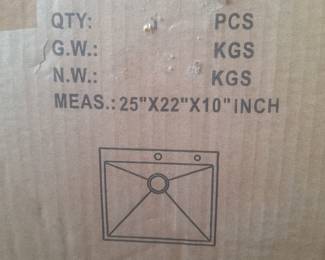 QTY: PCS
G.W.: KGS
N.W.: KGS
MEAS.: 25"X22"X10" INCH